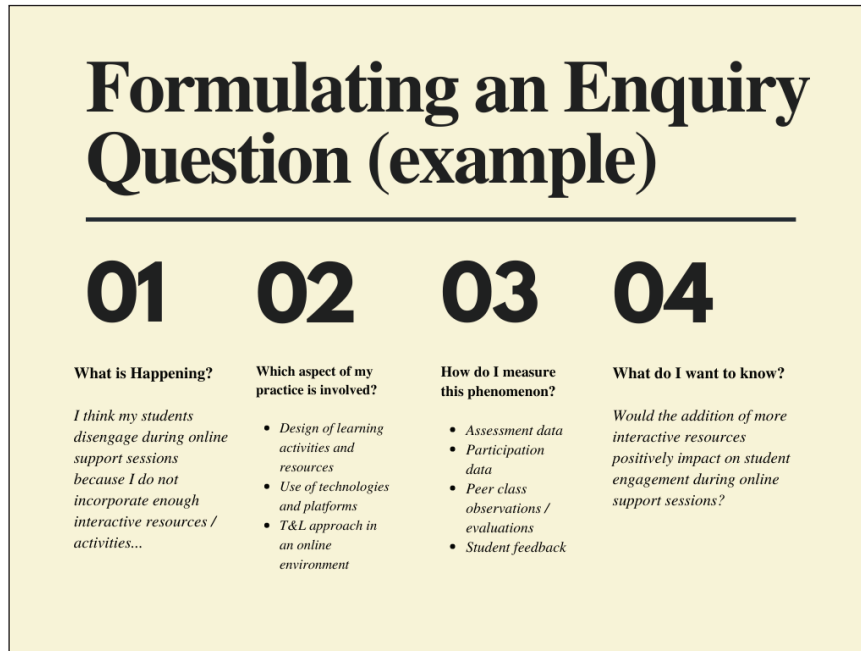 Formulating an Enquiry
Question (example)
01
What is Happening?
I think my students
disengage during online
support sessions
because I do not
incorporate enough
interactive resources /
activities...
02
Which aspect of my
practice is involved?
• Design of learning
activities and
resources
• Use of technologies
and platforms
• T&L approach in
an online
environment
03
How do I measure
this phenomenon?
• Assessment data
• Participation
data
• Peer class
observations /
evaluations
• Student feedback
04
What do I want to know?
Would the addition of more
interactive resources
positively impact on student
engagement during online
support sessions?